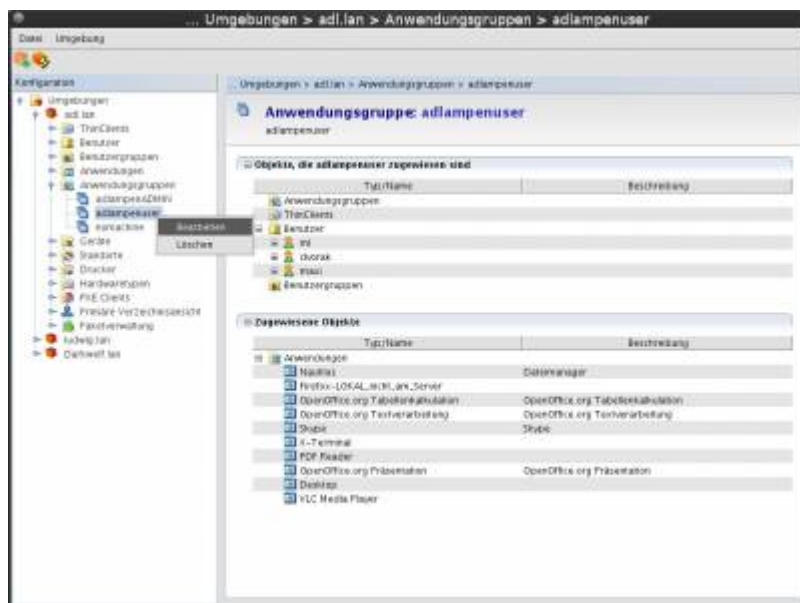 ... Umgebungen > adl.lan > Anwendungsgruppen > adlampenuser
Datei Umgebung
Konfiguration
Umgebungen > adl.lan > Anwendungsgruppen > adlampenuser
Umgebungen
adl.lan
ThinClients
Benutzer
Benutzergruppen
Anwendungen
Anwendungsgruppen
adlampenADMIN
adlampenuser
Bearbeiten
Löschen
Geräte
Standorte
Drucker
Hardwaretypen
PXE Clients
Primäre Verzeichnisansicht
Paketverwaltung
ludwig.lan
Anwendungsgruppe: adlampenuser
adlampenuser
Objekte, die adlampenuser zugewiesen sind
Typ/Name Beschreibung
Anwendungsgruppen
ThinClients
Benutzer
ml
dvorak
maxi
Benutzergruppen
Zugewiesene Objekte
Typ/Name Beschreibung
Anwendungen
Nautilus Dateimanager
OpenOffice.org Tabellenkalkulation OpenOffice.org Tabellenkalkulation
OpenOffice.org Textverarbeitung OpenOffice.org Textverarbeitung
Skype Skype
X-Terminal
PDF Reader
OpenOffice.org Präsentation OpenOffice.org Präsentation
Desktop
VLC Media Player